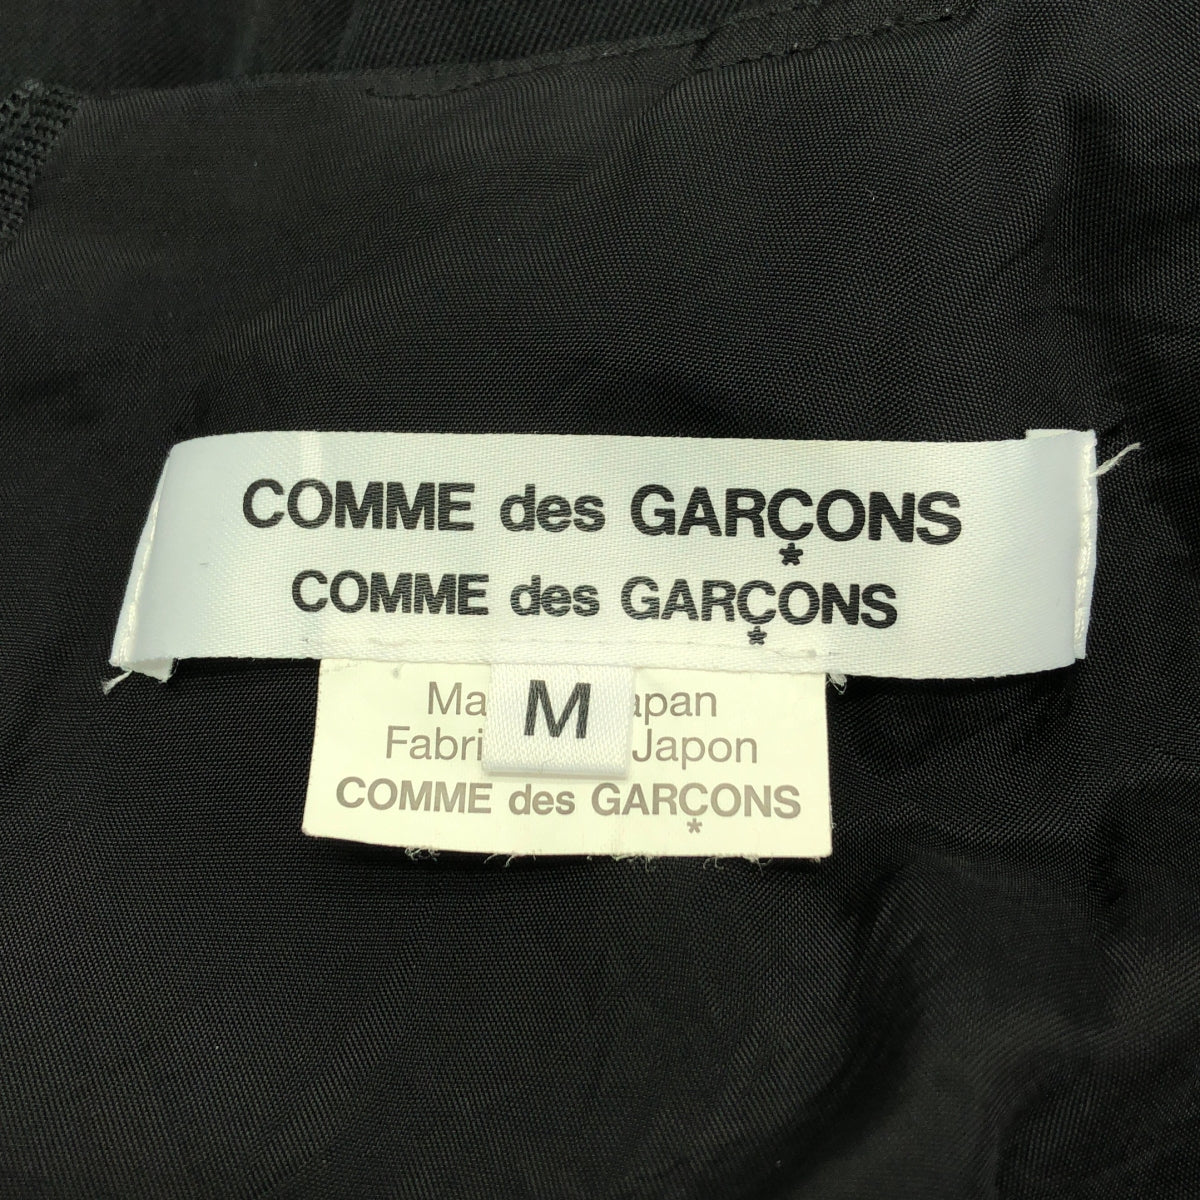 COMME des GARÇONS
COMME des GARÇONS
M
Ma apan
Fabri Japon
COMME des GARÇONS